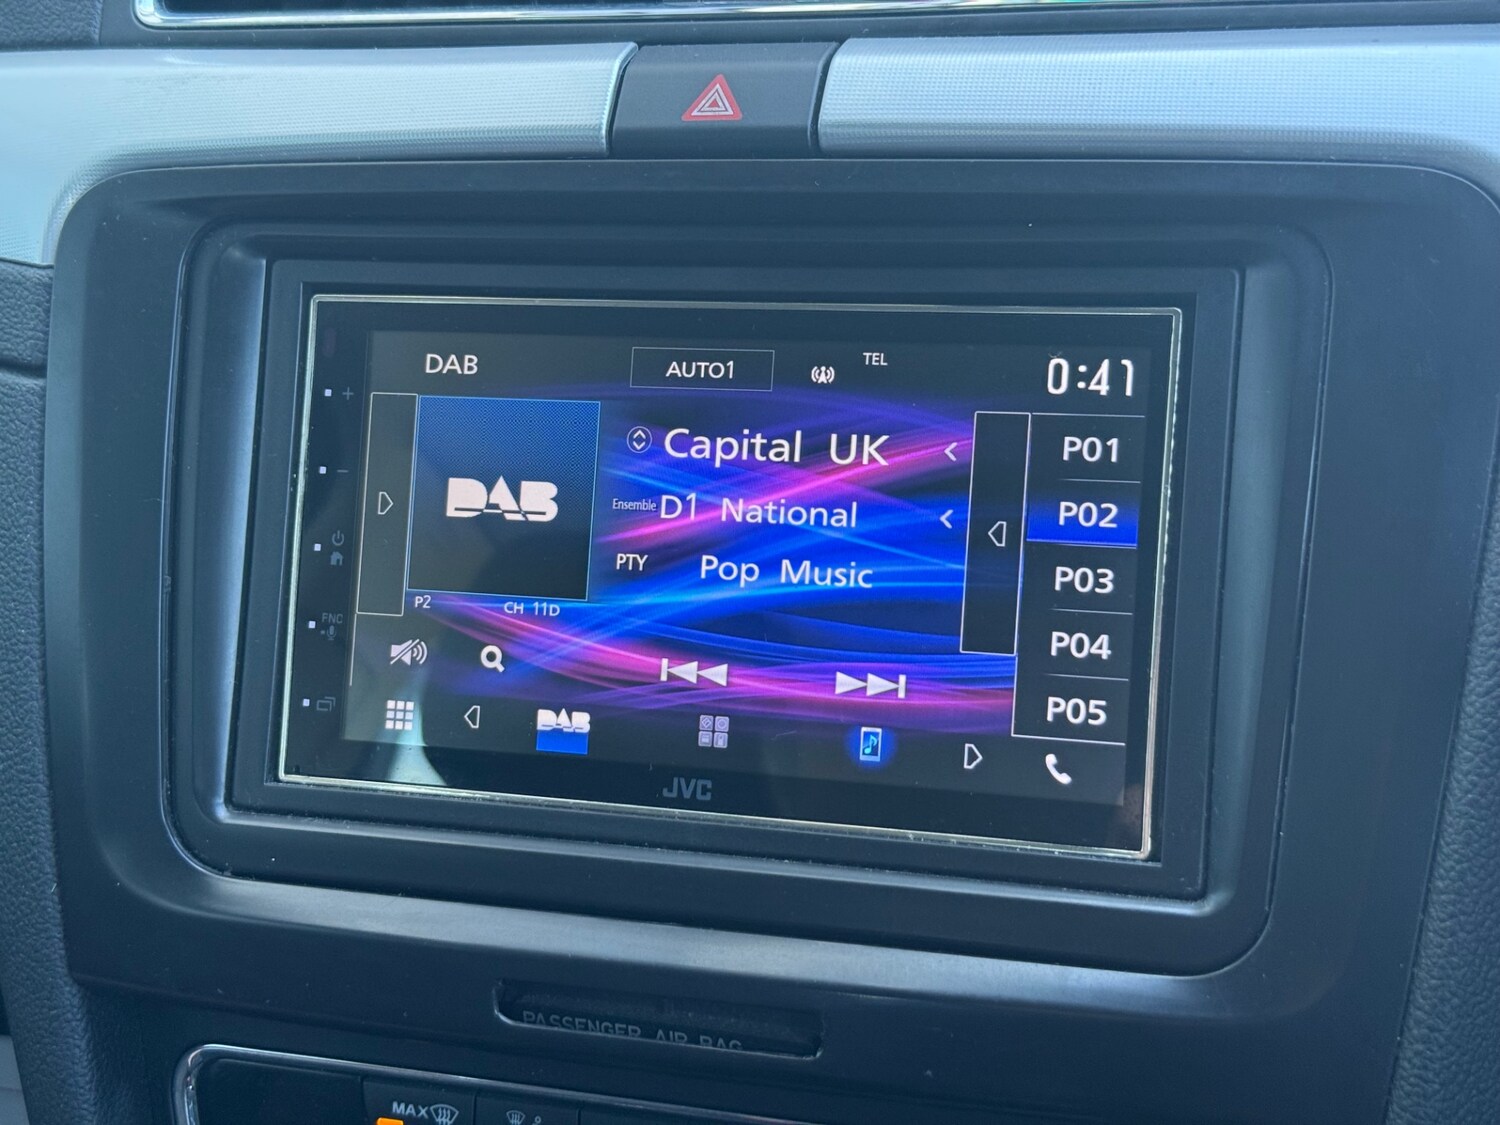 DAB AUTO1 TEL 0:41
Capital UK
Ensemble D1 National
PTY Pop Music
DAB
P2 CH 11D
P01
P02
P03
P04
P05
FNC
DAB
JVC
PASSENGER AIR BAG
MAX